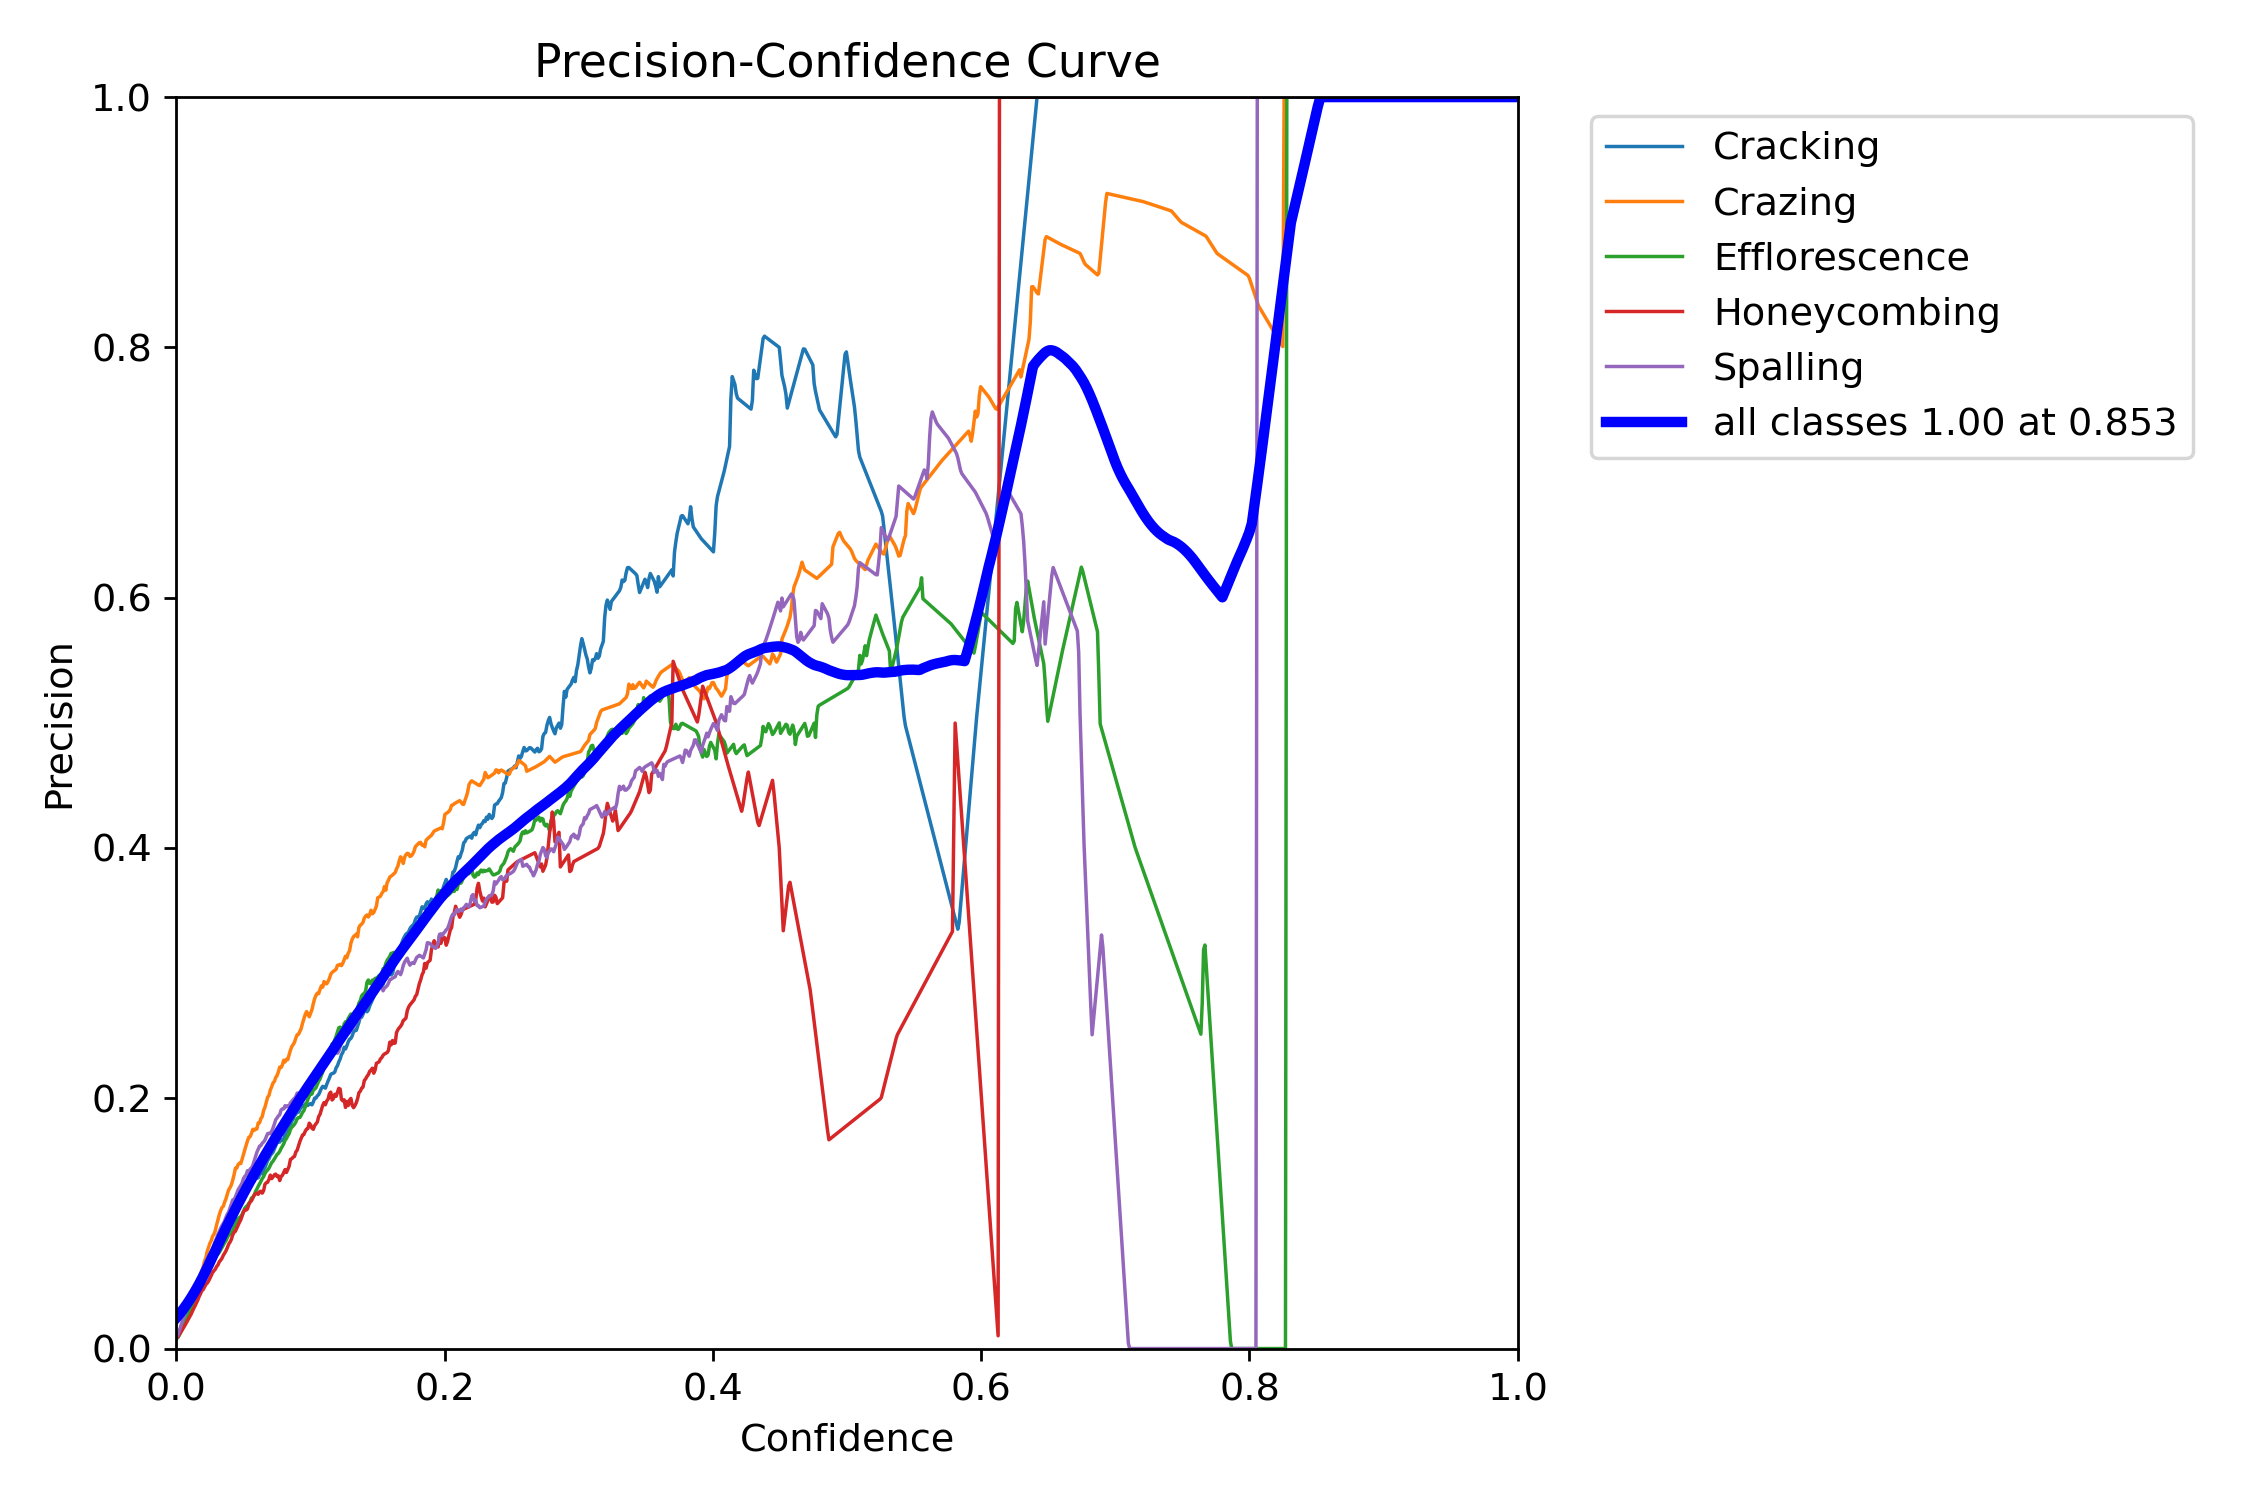 Precision-Confidence Curve
1.0
0.8
0.6
0.4
0.2
0.0
Precision
0.0 0.2 0.4 0.6 0.8 1.0
Confidence
Cracking
Crazing
Efflorescence
Honeycombing
Spalling
all classes 1.00 at 0.853